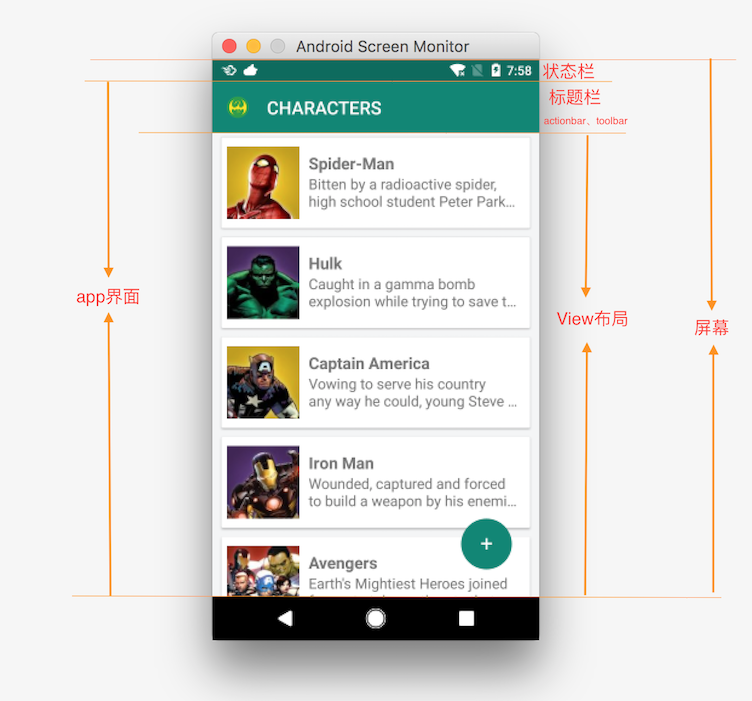 Android Screen Monitor
7:58
状态栏
标题栏
actionbar、toolbar
CHARACTERS
Spider-Man
Bitten by a radioactive spider,
high school student Peter Park…
Hulk
Caught in a gamma bomb
explosion while trying to save t…
app界面
View布局
屏幕
Captain America
Vowing to serve his country
any way he could, young Steve …
Iron Man
Wounded, captured and forced
to build a weapon by his enemi…
+
Avengers
Earth's Mightiest Heroes joined